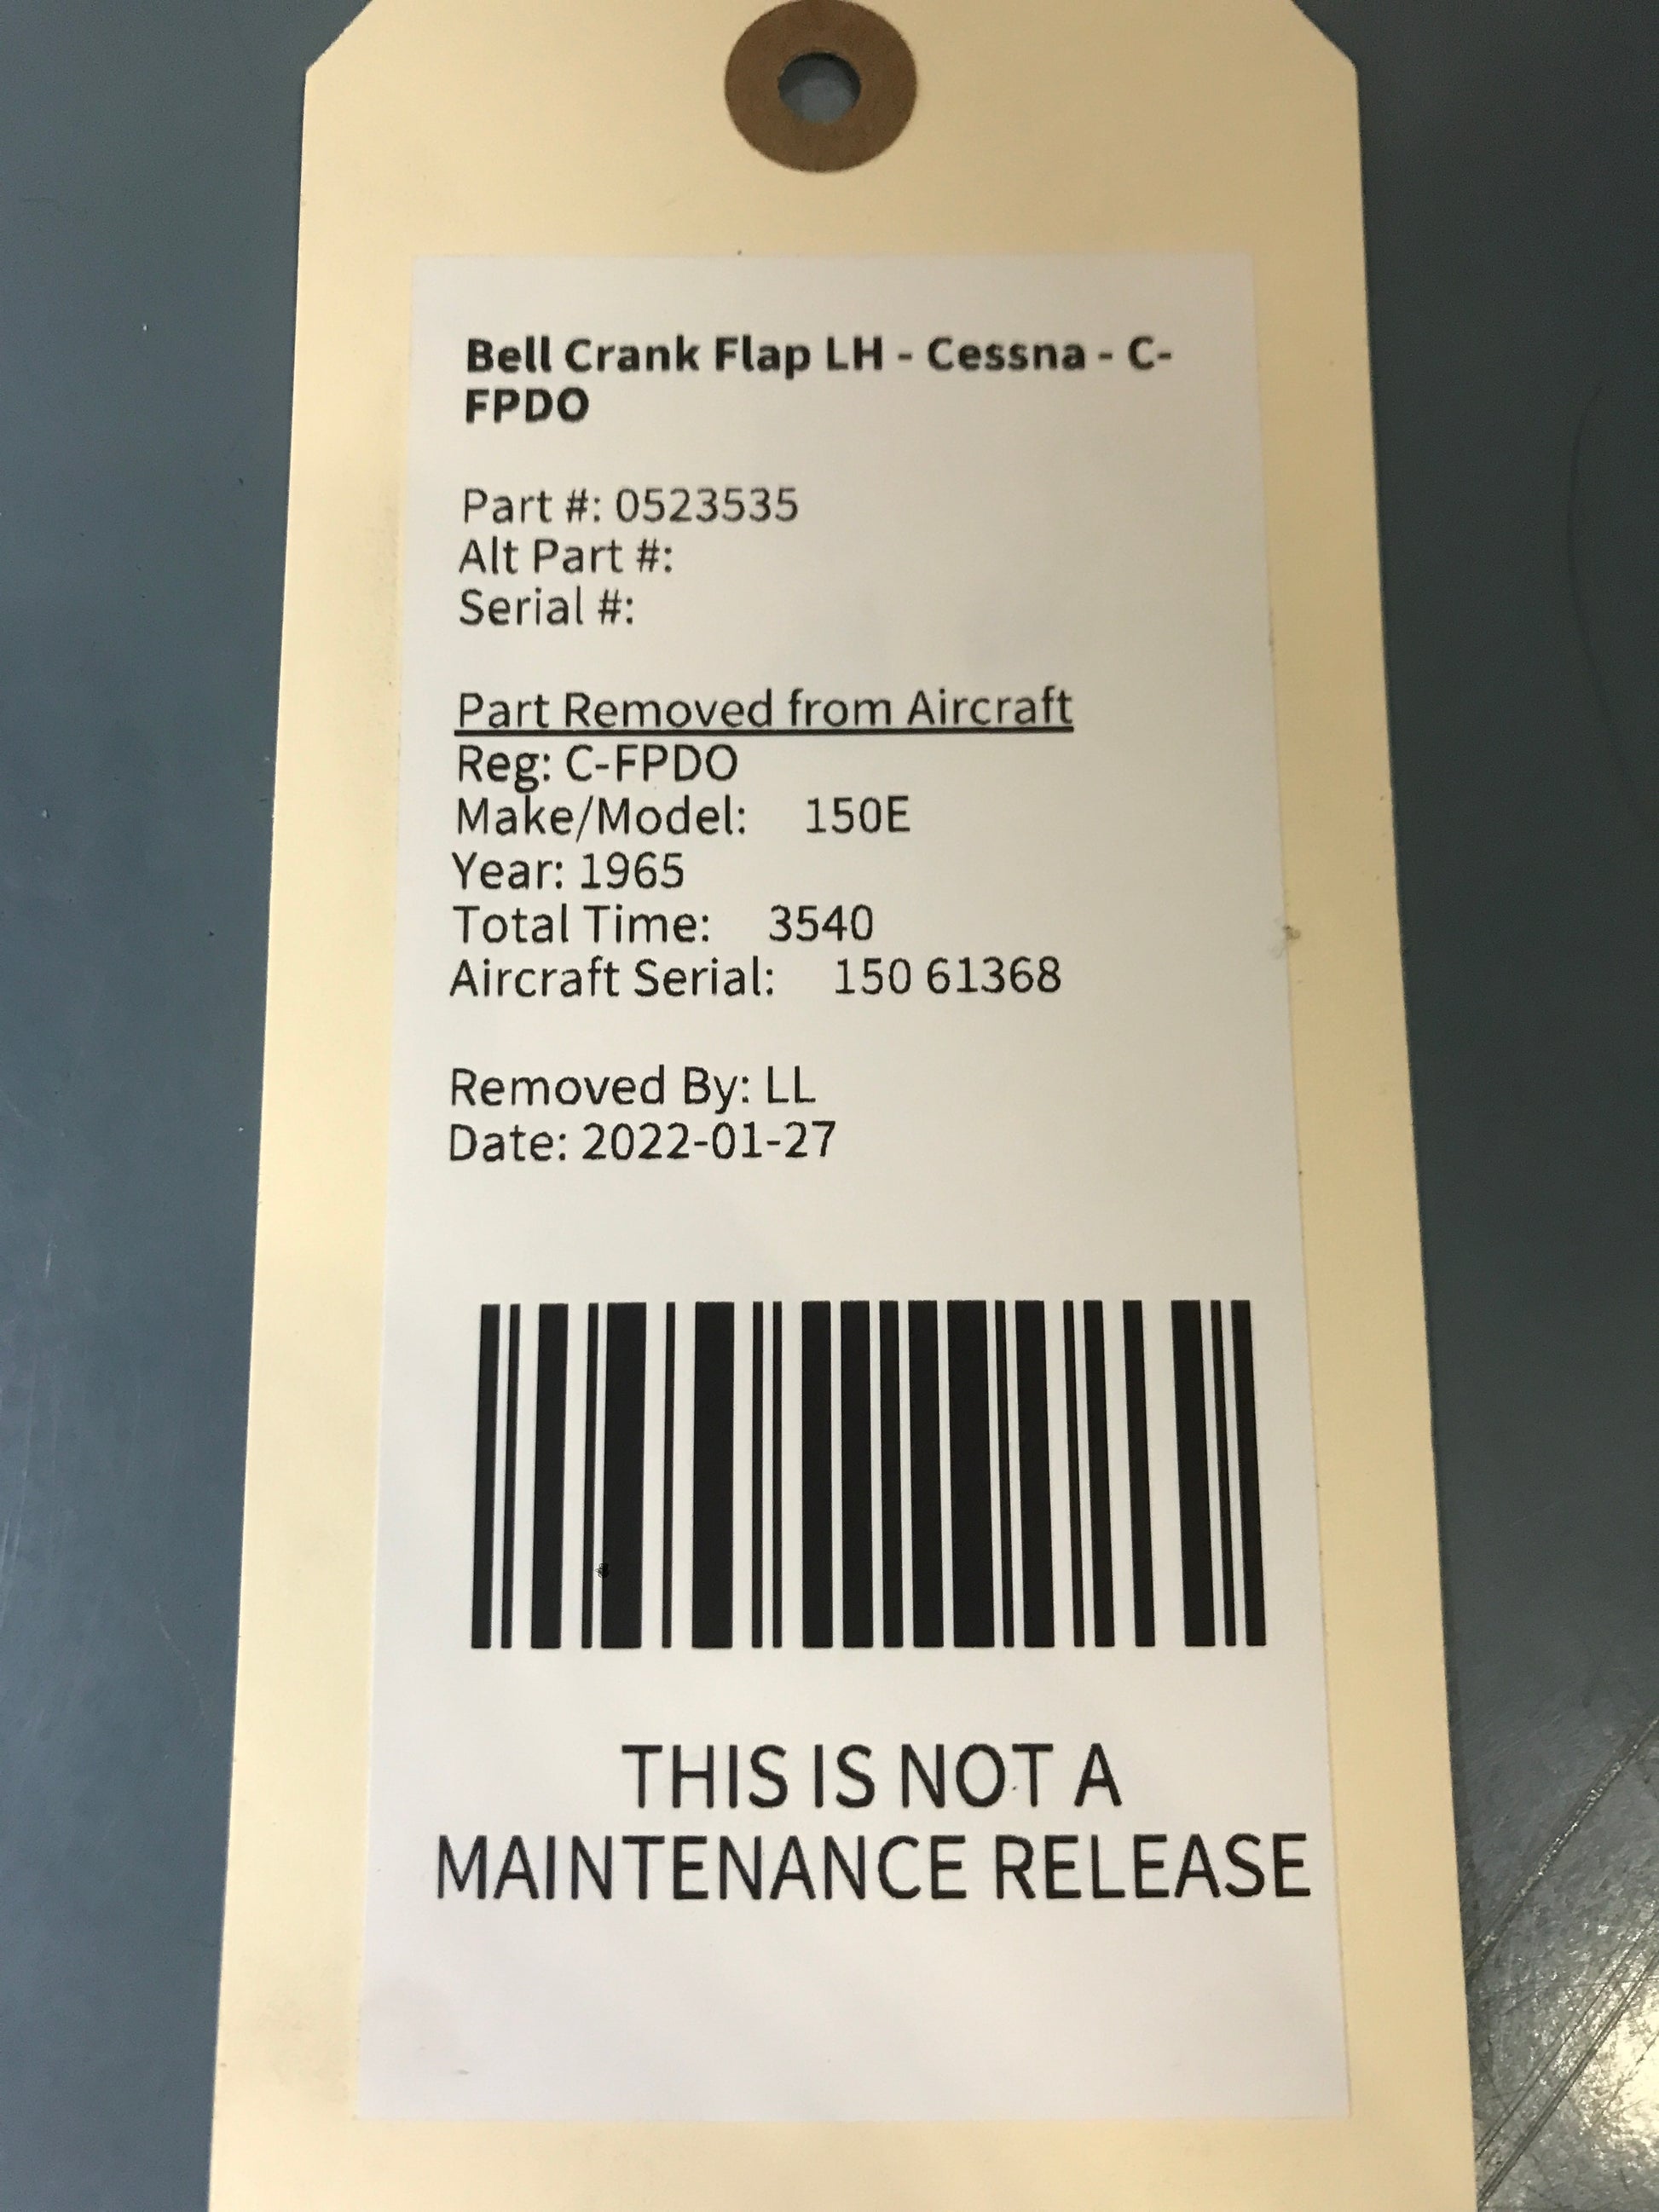 Bell Crank Flap LH - Cessna - C-
FPDO
Part #: 0523535
Alt Part #:
Serial #:
Part Removed from Aircraft
Reg: C-FPDO
Make/Model: 150E
Year: 1965
Total Time: 3540
Aircraft Serial: 150 61368
Removed By: LL
Date: 2022-01-27
THIS IS NOT A
MAINTENANCE RELEASE